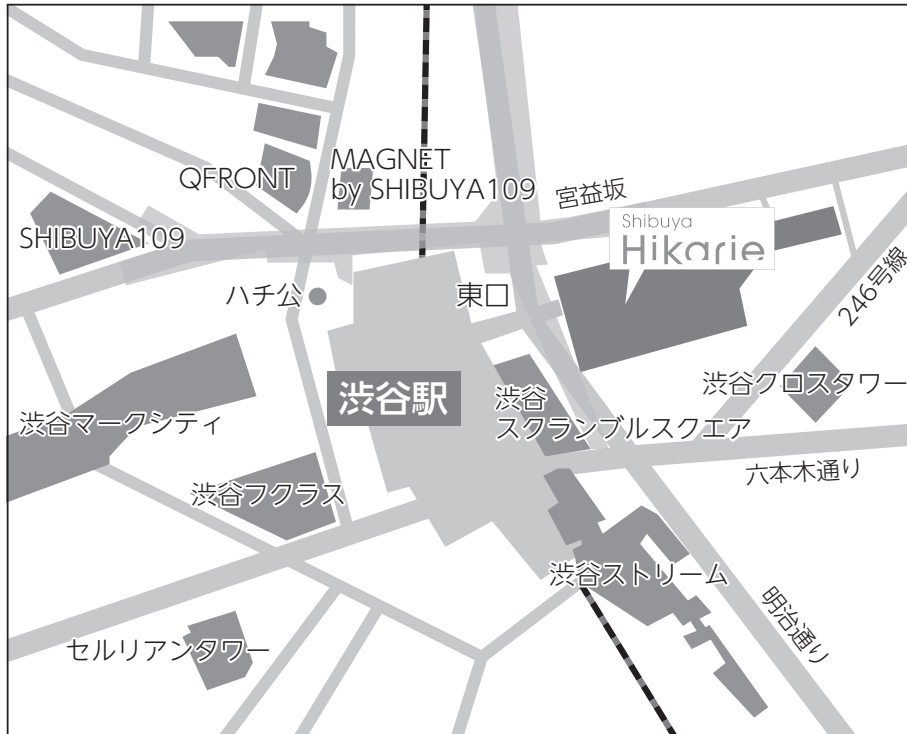 MAGNET
by SHIBUYA109
QFRONT
宮益坂
Shibuya
Hikarie
SHIBUYA109
246号線
ハチ公
東口
渋谷駅
渋谷クロスタワー
渋谷
スクランブルスクエア
渋谷マークシティ
六本木通り
渋谷フクラス
渋谷ストリーム
明治通り
セルリアンタワー